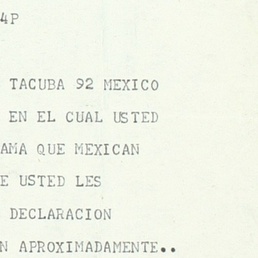 4P
TACUBA 92 MEXICO
EN EL CUAL USTED
AMA QUE MEXICAN
E USTED LES
DECLARACION
N APROXIMADAMENTE..